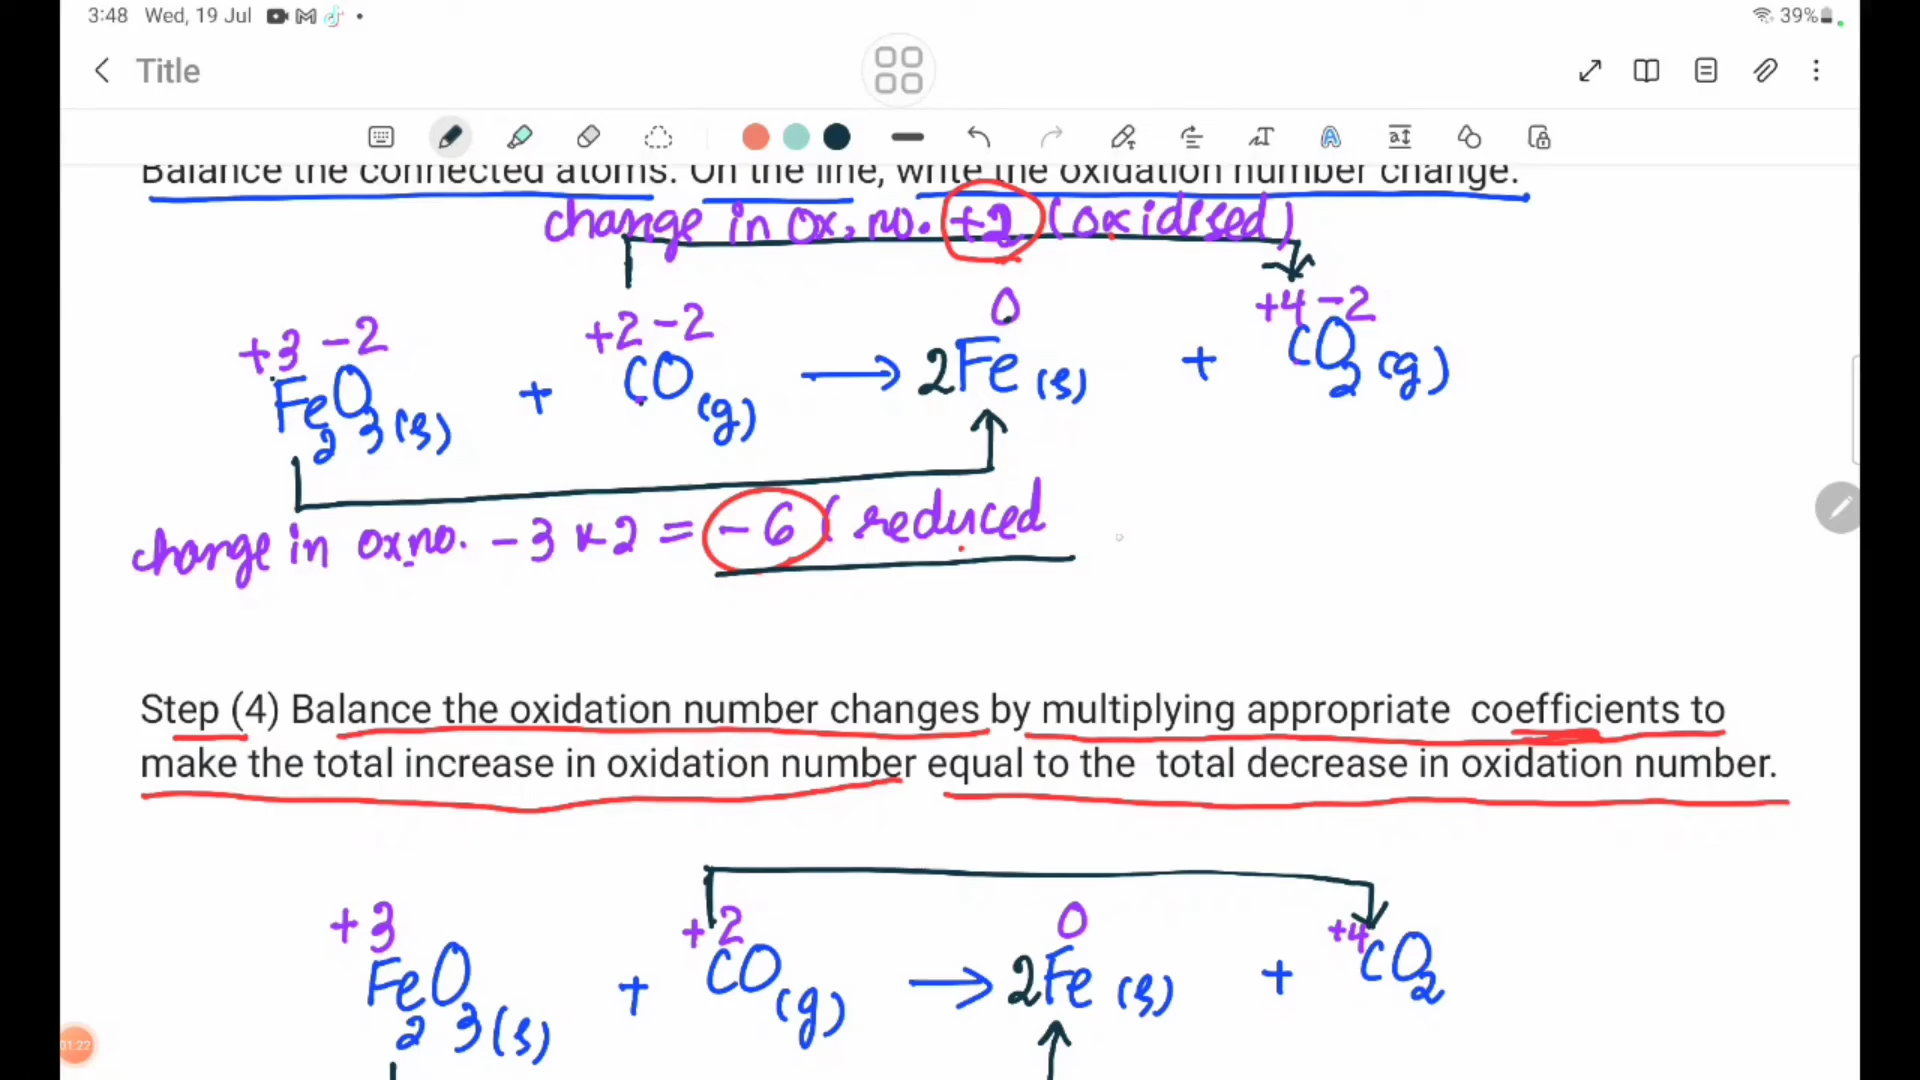 3:48 Wed, 19 Jul 39%
Title
Balance the connected atoms. On the line, write the oxidation number change.
change in ox. no. +2 (oxidised)
+3 -2 +2 -2 0 +4 -2
Fe2O3(s) + CO(g) → 2Fe(s) + CO2(g)
change in ox no. -3 x 2 = -6 (reduced
Step (4) Balance the oxidation number changes by multiplying appropriate coefficients to
make the total increase in oxidation number equal to the total decrease in oxidation number.
+3 +2 0 +4
Fe2O3(s) + CO(g) → 2Fe(s) + CO2
01:22